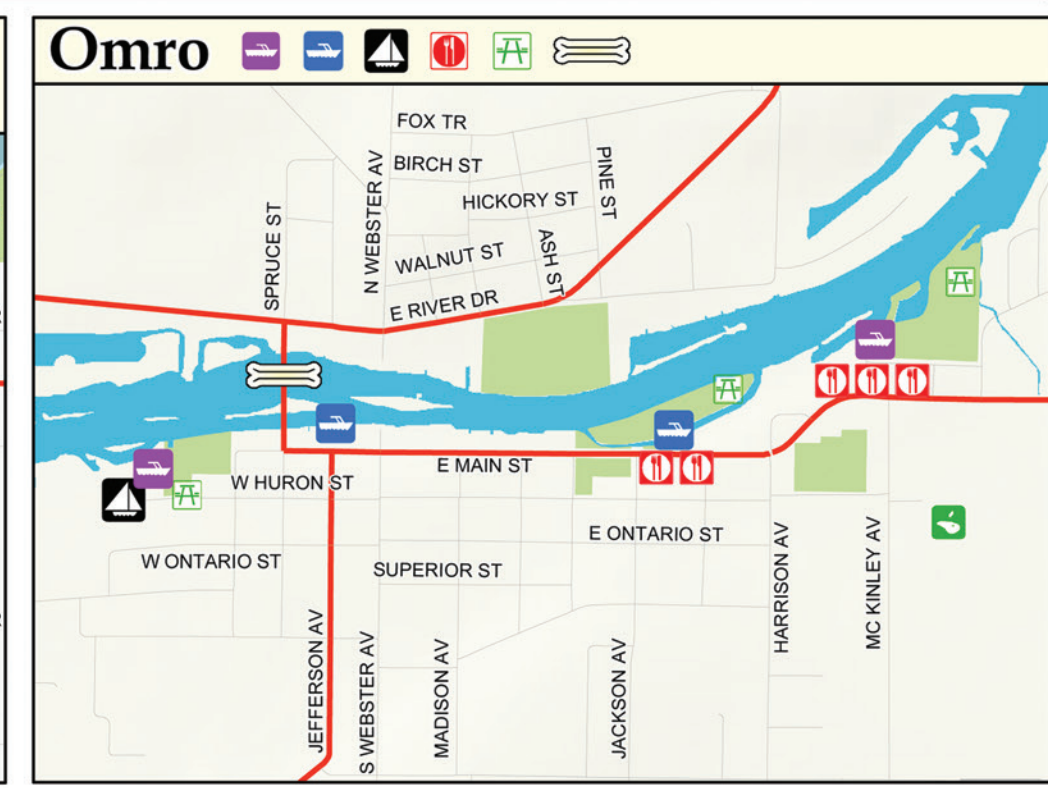 Omro
FOX TR
BIRCH ST
HICKORY ST
PINE ST
N WEBSTER AV
SPRUCE ST
WALNUT ST
ASH ST
E RIVER DR
E MAIN ST
W HURON ST
E ONTARIO ST
W ONTARIO ST
SUPERIOR ST
HARRISON AV
MC KINLEY AV
JEFFERSON AV
S WEBSTER AV
MADISON AV
JACKSON AV